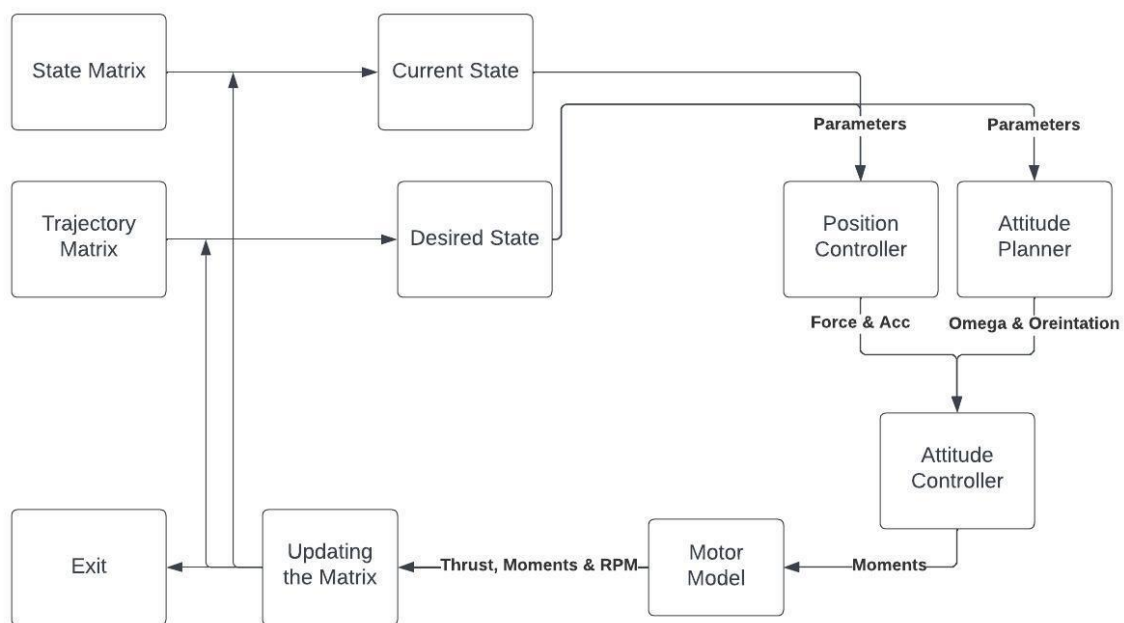 State Matrix
Current State
Parameters
Parameters
Trajectory
Matrix
Desired State
Position
Controller
Attitude
Planner
Force & Acc
Omega & Oreintation
Attitude
Controller
Exit
Updating
the Matrix
Thrust, Moments & RPM
Motor
Model
Moments